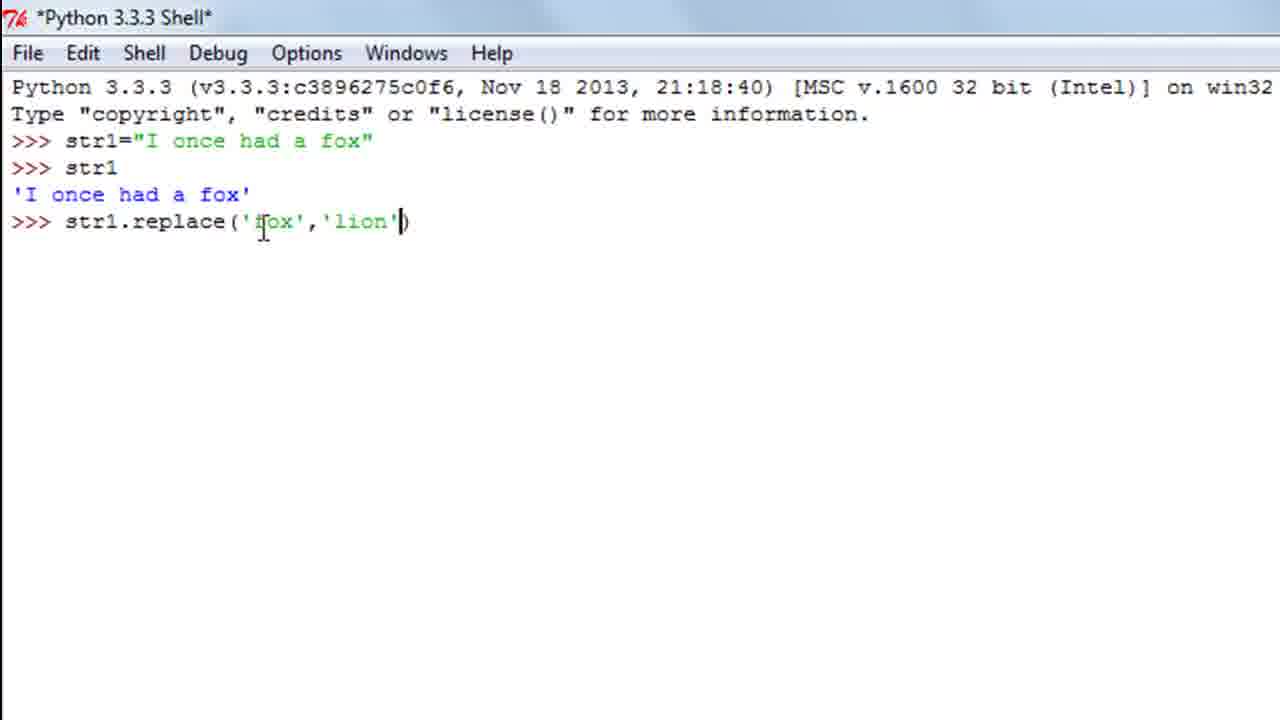 *Python 3.3.3 Shell*
File Edit Shell Debug Options Windows Help
Python 3.3.3 (v3.3.3:c3896275c0f6, Nov 18 2013, 21:18:40) [MSC v.1600 32 bit (Intel)] on win32
Type "copyright", "credits" or "license()" for more information.
>>> str1="I once had a fox"
>>> str1
'I once had a fox'
>>> str1.replace('fox','lion')